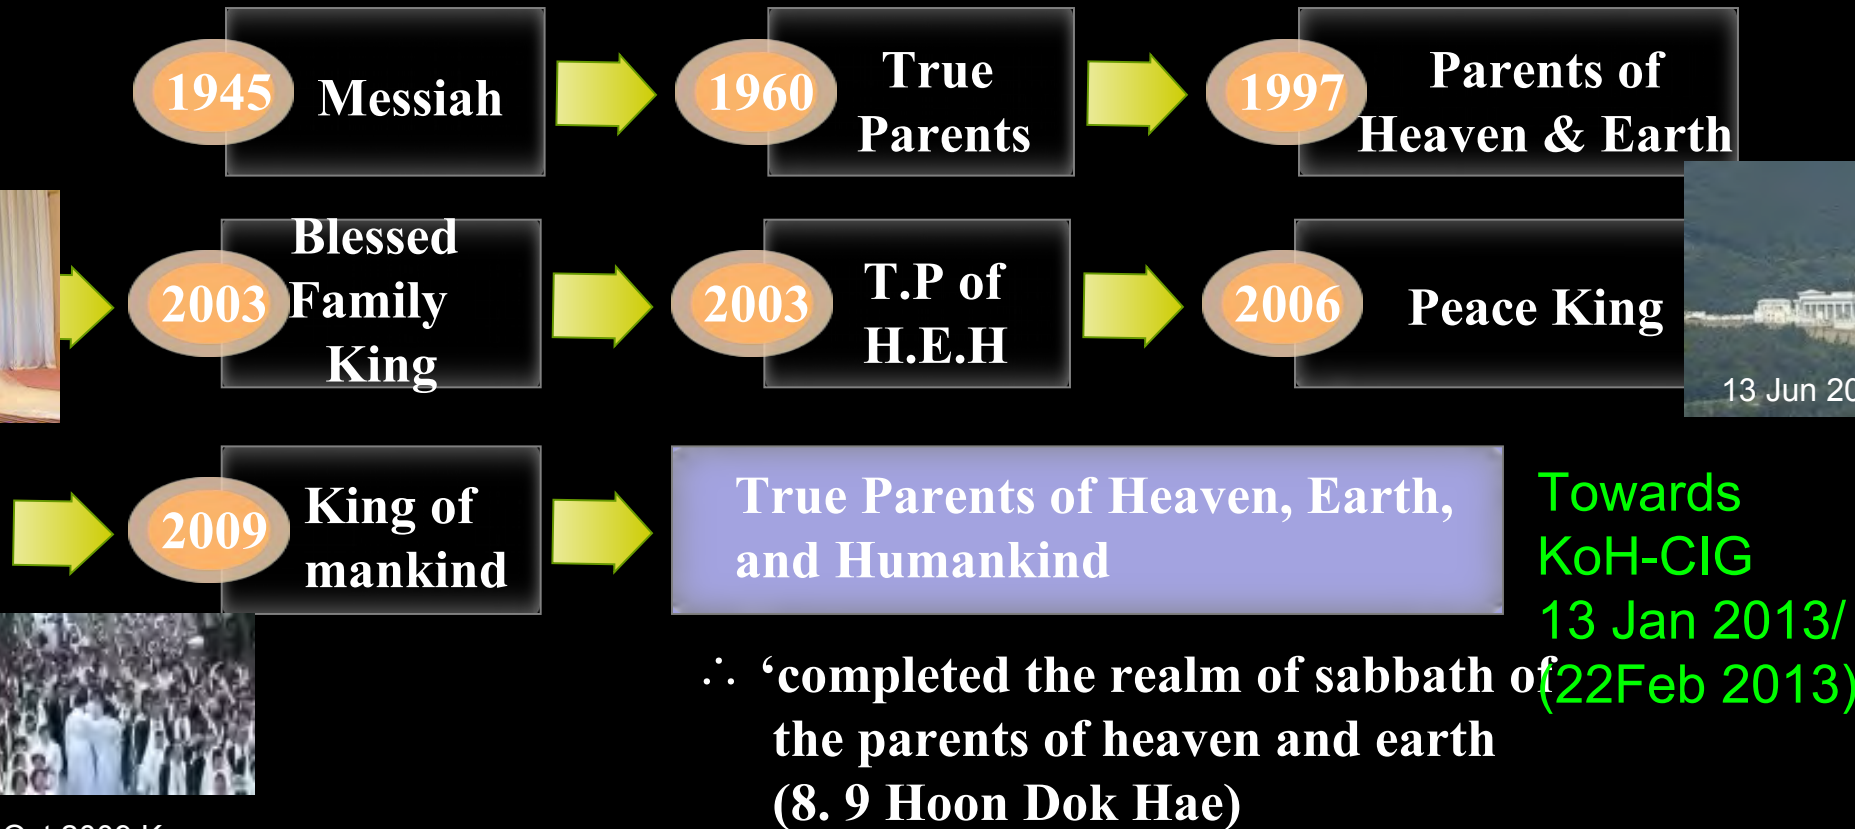 1945 Messiah
1960 True
Parents
1997 Parents of
Heaven & Earth
2003 Blessed
Family
King
2003 T.P of
H.E.H
2006 Peace King
13 Jun 20
2009 King of
mankind
True Parents of Heaven, Earth,
and Humankind
Towards
KoH-CIG
13 Jan 2013/
(22Feb 2013)
∴ ‘completed the realm of sabbath of
the parents of heaven and earth
(8. 9 Hoon Dok Hae)